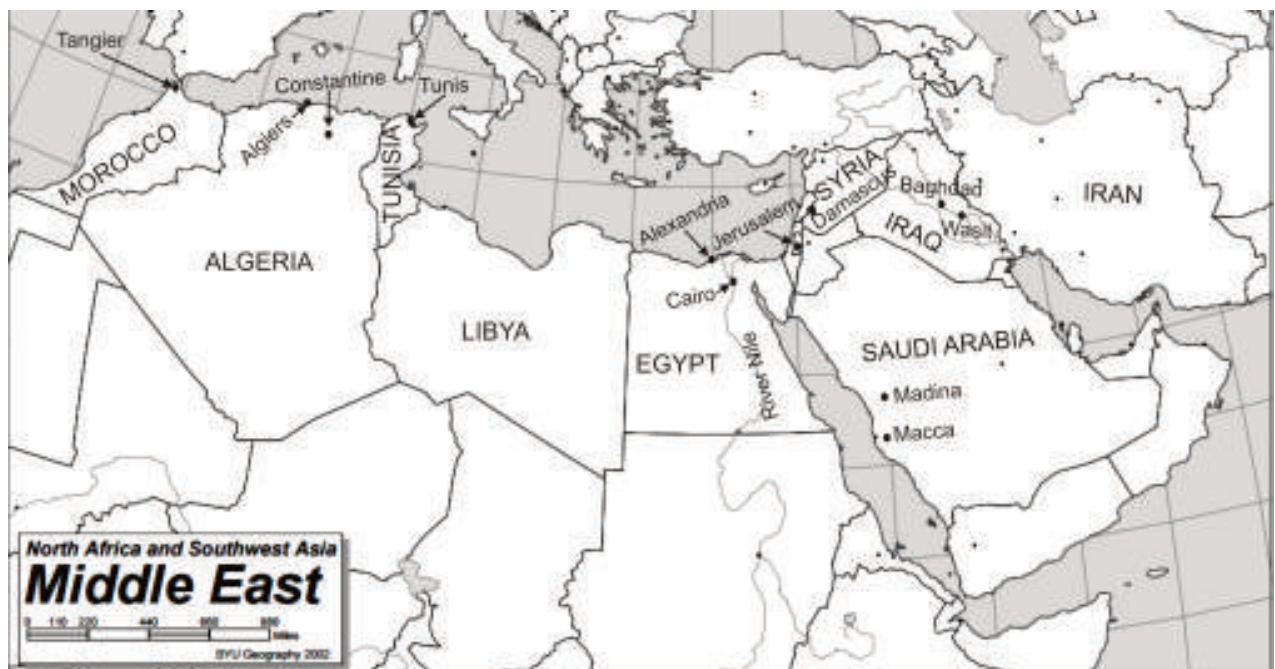 Tangier
Constantine
Tunis
Algiers
MOROCCO
TUNISIA
ALGERIA
LIBYA
Alexandria
Jerusalem
SYRIA
Damascus
Baghdad
Wasit
IRAQ
IRAN
Cairo
EGYPT
River Nile
SAUDI ARABIA
Madina
Macca
North Africa and Southwest Asia
Middle East
0 110 220 440 660 880
Miles
BYU Geography 2002